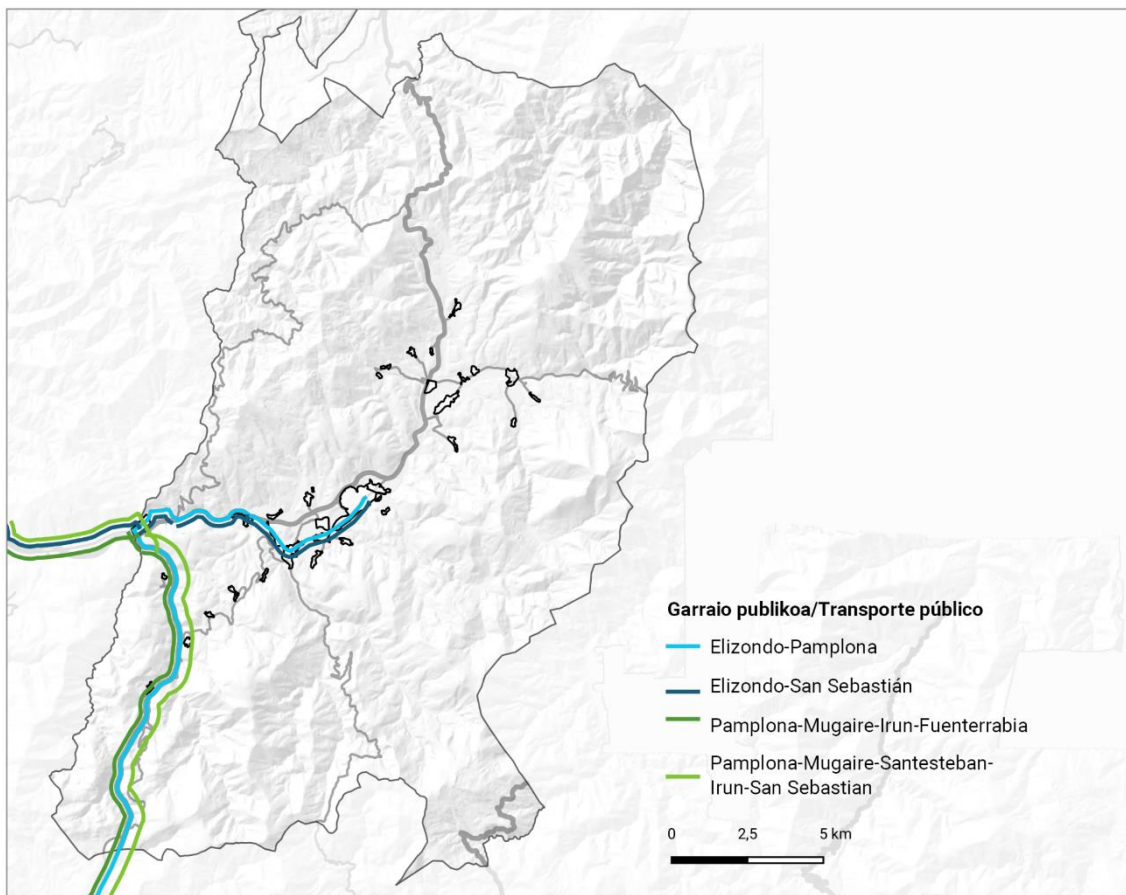 Garraio publikoa/Transporte público
Elizondo-Pamplona
Elizondo-San Sebastián
Pamplona-Mugaire-Irun-Fuenterrabia
Pamplona-Mugaire-Santesteban-
Irun-San Sebastian
0 2,5 5 km